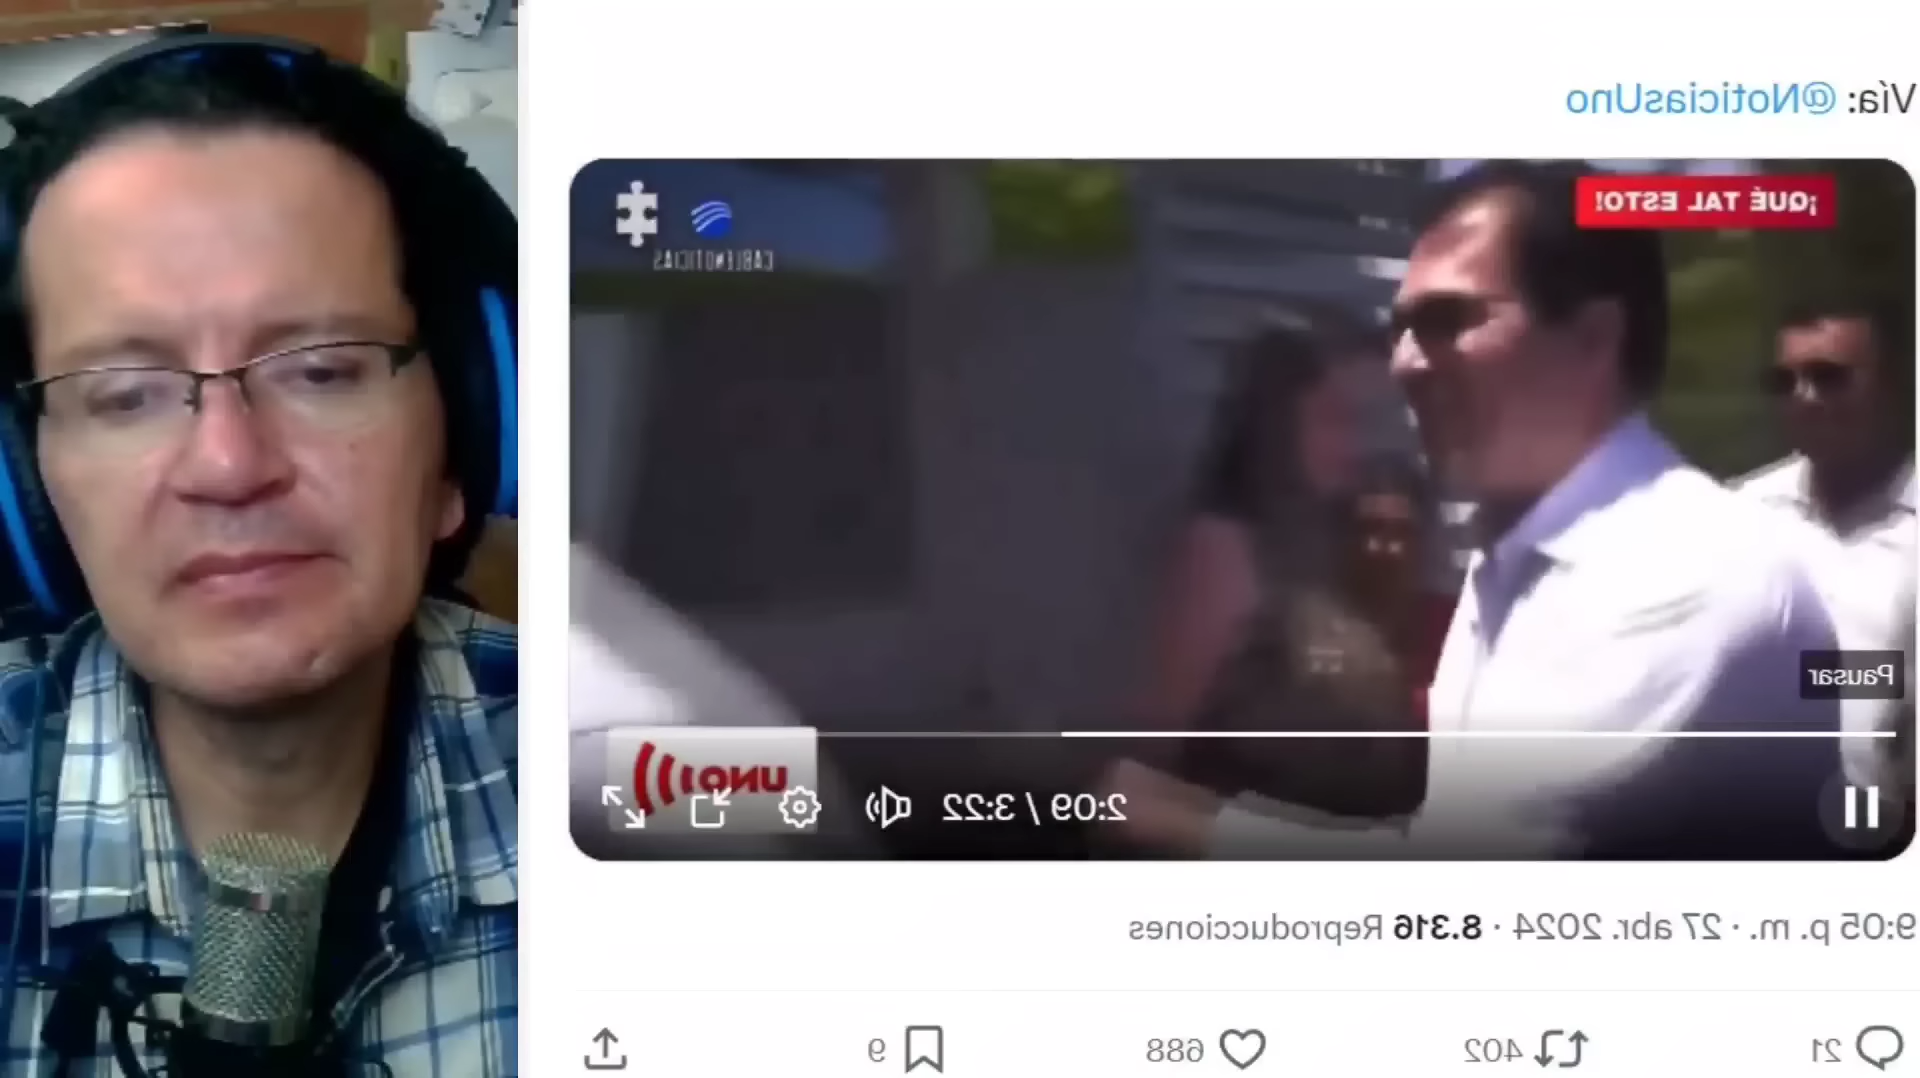 Vía: @NoticiasUno
¡QUÉ TAL ESTO!
CABLENOTICIAS
Pausar
UNO
2:09 / 3:22
9:05 p. m. · 27 abr. 2024 · 8.316 Reproducciones
21 402 688 9